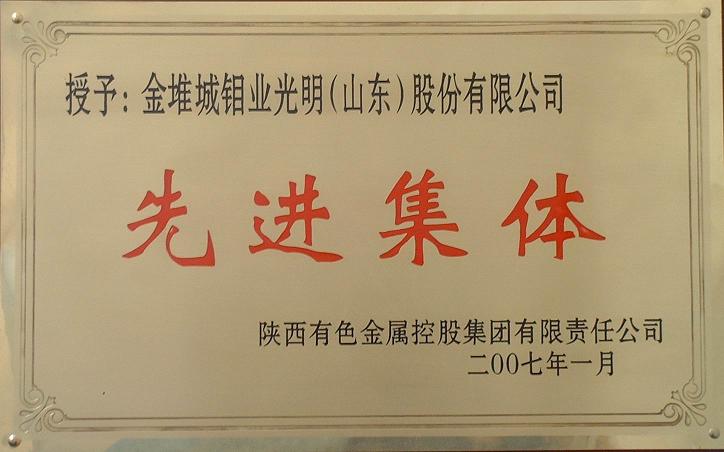 授予：金堆城钼业光明（山东）股份有限公司
先进集体
陕西有色金属控股集团有限责任公司
二00七年一月